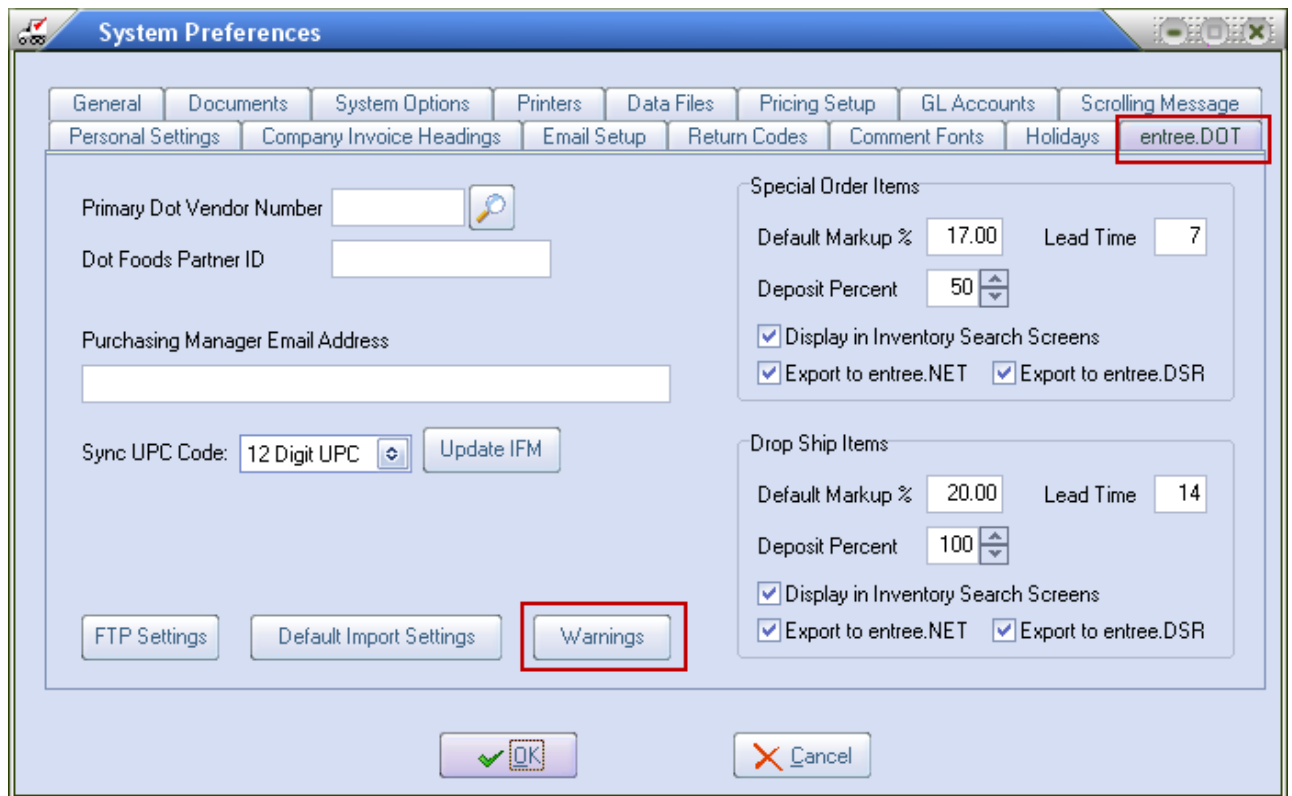 System Preferences
General Documents System Options Printers Data Files Pricing Setup GL Accounts Scrolling Message
Personal Settings Company Invoice Headings Email Setup Return Codes Comment Fonts Holidays entree.DOT
Primary Dot Vendor Number
Dot Foods Partner ID
Purchasing Manager Email Address
Sync UPC Code: 12 Digit UPC Update IFM
FTP Settings Default Import Settings Warnings
Special Order Items
Default Markup % 17.00 Lead Time 7
Deposit Percent 50
Display in Inventory Search Screens
Export to entree.NET Export to entree.DSR
Drop Ship Items
Default Markup % 20.00 Lead Time 14
Deposit Percent 100
Display in Inventory Search Screens
Export to entree.NET Export to entree.DSR
OK Cancel